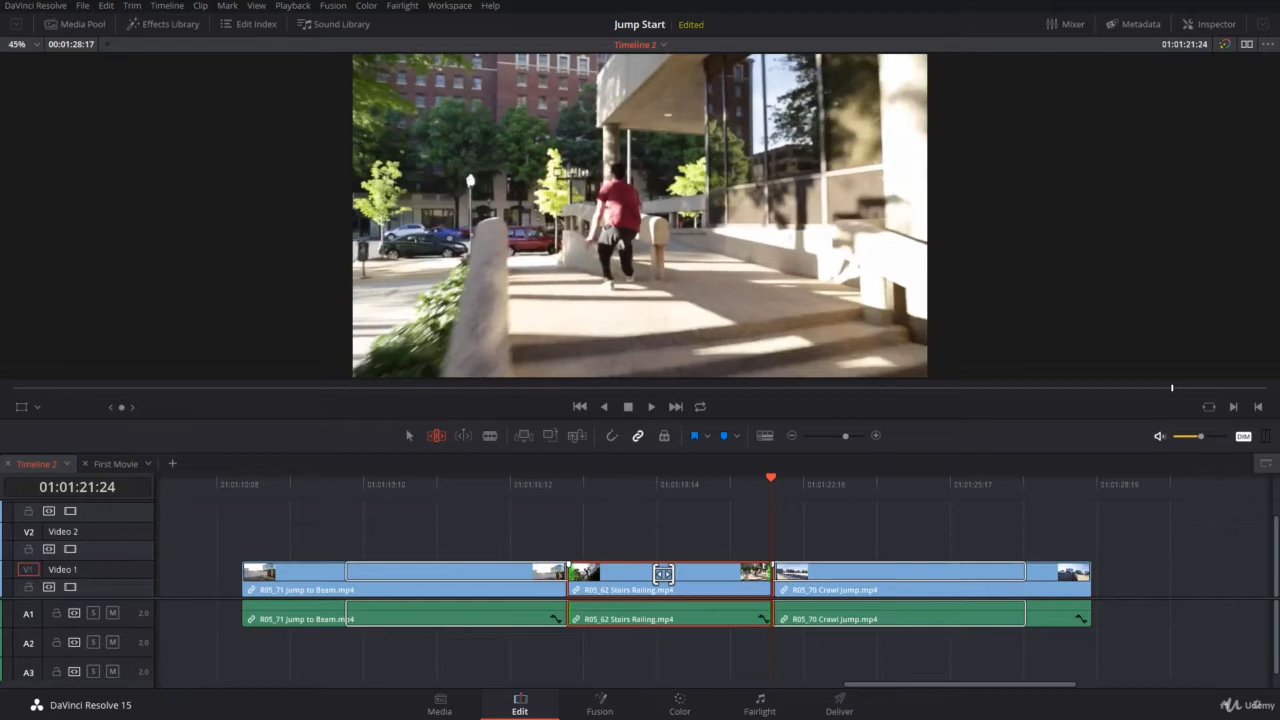 DaVinci Resolve File Edit Trim Timeline Clip Mark View Playback Fusion Color Fairlight Workspace Help
Media Pool Effects Library Edit Index Sound Library Jump Start Edited Mixer Metadata Inspector
45% 00:01:28:17 Timeline 2 01:01:21:24
DIM
Timeline 2 First Movie
01:01:21:24 01:01:10:08 01:01:13:10 01:01:16:12 01:01:19:14 01:01:22:16 01:01:25:17 01:01:28:19
V2 Video 2
V1 Video 1
R05_71 Jump to Beam.mp4 R05_62 Stairs Railing.mp4 R05_70 Crawl Jump.mp4
A1 S M 2.0 R05_71 Jump to Beam.mp4 R05_62 Stairs Railing.mp4 R05_70 Crawl Jump.mp4
A2 S M 2.0
A3 S M 2.0
DaVinci Resolve 15 Media Edit Fusion Color Fairlight Deliver Udemy